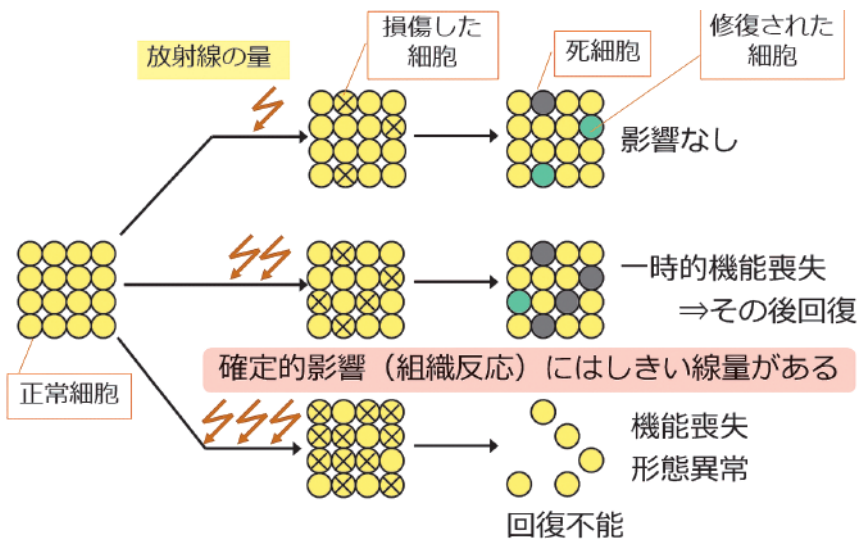 放射線の量
損傷した
細胞
死細胞
修復された
細胞
影響なし
一時的機能喪失
⇒その後回復
確定的影響（組織反応）にはしきい線量がある
正常細胞
機能喪失
形態異常
回復不能